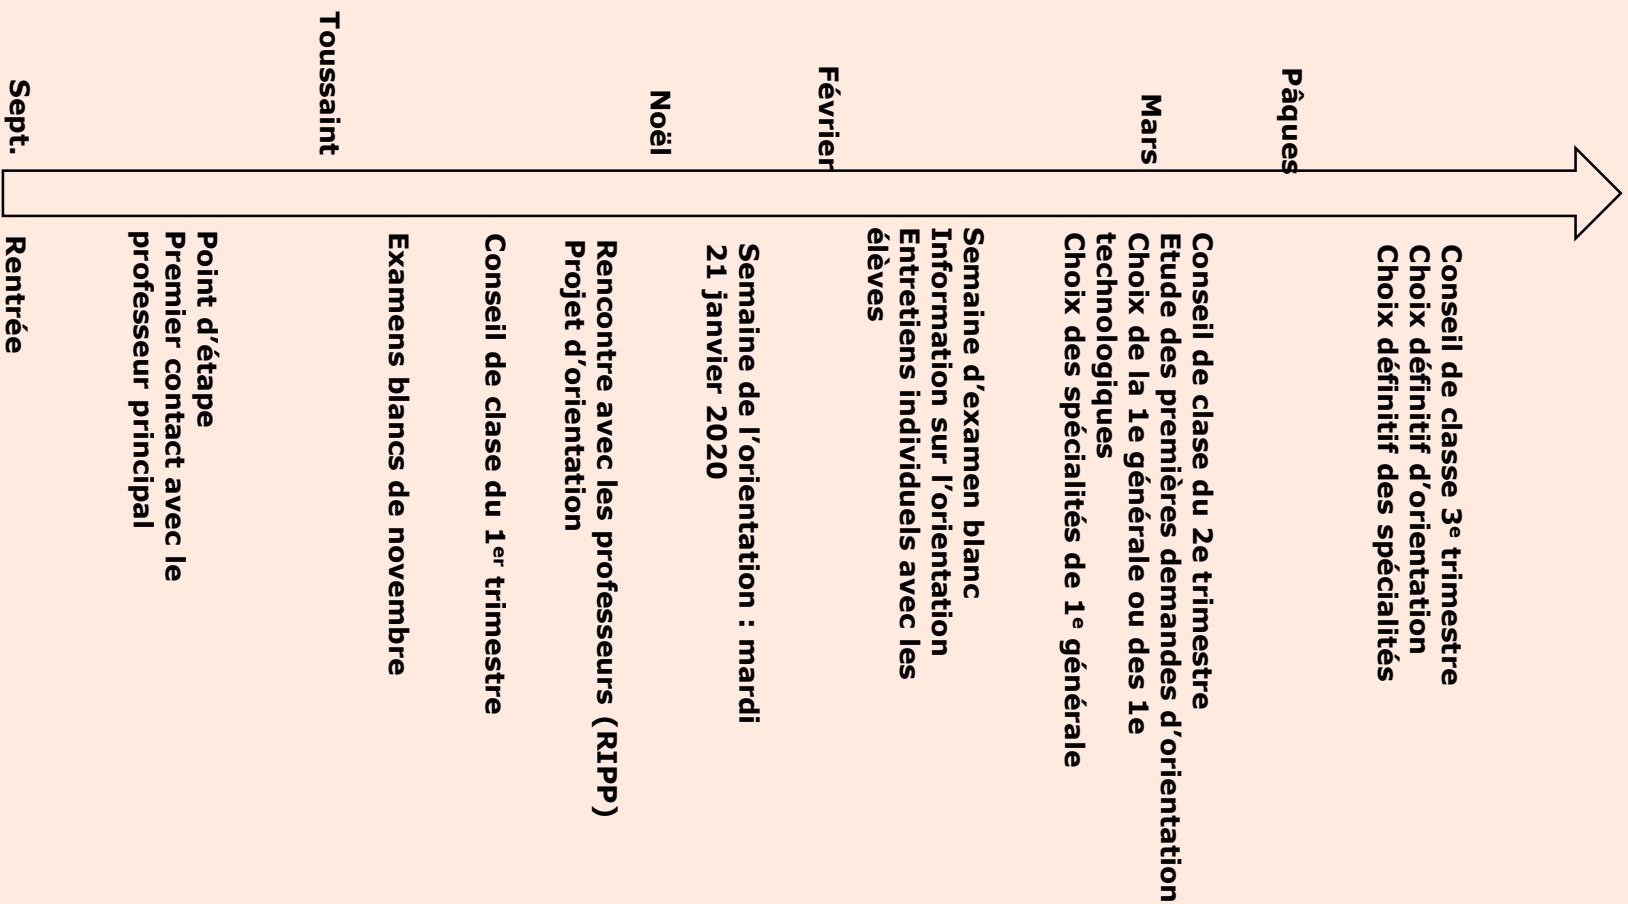 Sept.
Toussaint
Noël
Février
Mars
Pâques
Rentrée
Point d’étape
Premier contact avec le
professeur principal
Examens blancs de novembre
Conseil de clase du 1er trimestre
Rencontre avec les professeurs (RIPP)
Projet d’orientation
Semaine de l’orientation : mardi
21 janvier 2020
Semaine d’examen blanc
Information sur l’orientation
Entretiens individuels avec les
élèves
Conseil de classe du 2e trimestre
Etude des premières demandes d’orientation
Choix de la 1e générale ou des 1e
technologiques
Choix des spécialités de 1e générale
Conseil de classe 3e trimestre
Choix définitif d’orientation
Choix définitif des spécialités